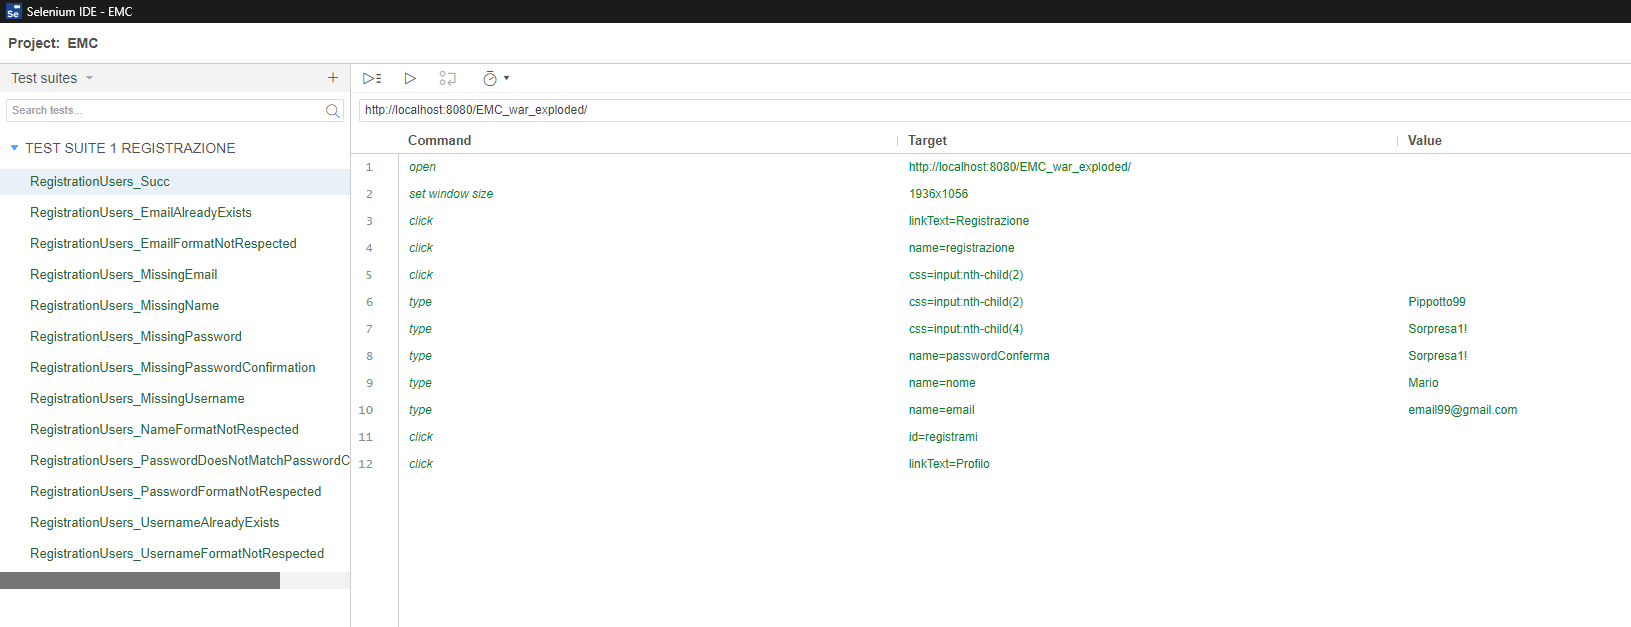 Se Selenium IDE - EMC
Project: EMC
Test suites
+
Search tests...
TEST SUITE 1 REGISTRAZIONE
RegistrationUsers_Succ
RegistrationUsers_EmailAlreadyExists
RegistrationUsers_EmailFormatNotRespected
RegistrationUsers_MissingEmail
RegistrationUsers_MissingName
RegistrationUsers_MissingPassword
RegistrationUsers_MissingPasswordConfirmation
RegistrationUsers_MissingUsername
RegistrationUsers_NameFormatNotRespected
RegistrationUsers_PasswordDoesNotMatchPasswordC
RegistrationUsers_PasswordFormatNotRespected
RegistrationUsers_UsernameAlreadyExists
RegistrationUsers_UsernameFormatNotRespected
http://localhost:8080/EMC_war_exploded/
Command Target Value
1 open http://localhost:8080/EMC_war_exploded/
2 set window size 1936x1056
3 click linkText=Registrazione
4 click name=registrazione
5 click css=input:nth-child(2)
6 type css=input:nth-child(2) Pippotto99
7 type css=input:nth-child(4) Sorpresa1!
8 type name=passwordConferma Sorpresa1!
9 type name=nome Mario
10 type name=email email99@gmail.com
11 click id=registrami
12 click linkText=Profilo